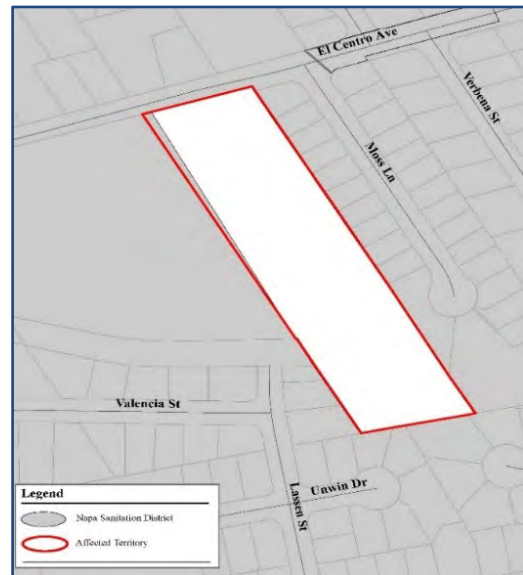 El Centro Ave
Verbena St
Moss Ln
Valencia St
Lassen St
Unwin Dr
Legend
Napa Sanitation District
Affected Territory